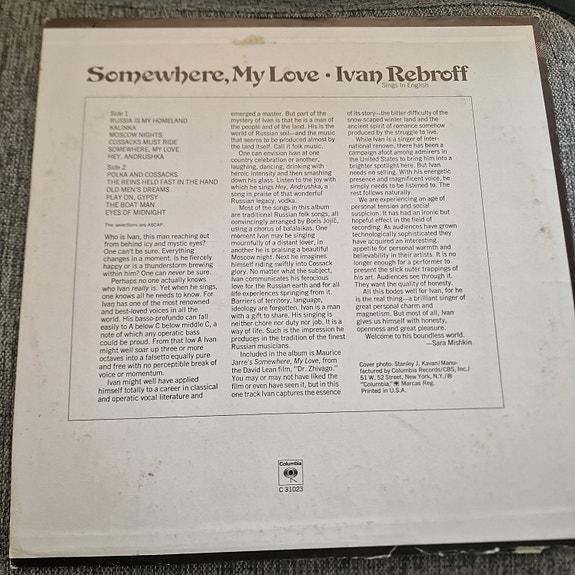 Somewhere, My Love • Ivan Rebroff
Sings in English
Side 1
RUSSIA IS MY HOMELAND
KALINKA
MOSCOW NIGHTS
COSSACKS MUST RIDE
SOMEWHERE, MY LOVE
HEY, ANDRUSHKA
Side 2
POLKA AND COSSACKS
THE REINS HELD FAST IN THE HAND
OLD MEN'S DREAMS
PLAY ON, GYPSY
THE BOAT MAN
EYES OF MIDNIGHT
The selections are ASCAP.
Who is Ivan, this man reaching out
from behind icy and mystic eyes?
One can't be sure. Everything
changes in a moment. Is he fiercely
happy or is a thunderstorm brewing
within him? One can never be sure.
Perhaps no one actually knows
who Ivan really is. Yet when he sings,
one knows all he needs to know. For
Ivan has one of the most renowned
and best-loved voices in all the
world. His basso-profundo can fall
easily to A below C below middle C, a
note of which any operatic bass
could be proud. From that low A Ivan
might well soar up three or more
octaves into a falsetto equally pure
and free with no perceptible break of
voice or momentum.
Ivan might well have applied
himself totally to a career in classical
and operatic vocal literature and
emerged a master. But part of the
mystery of Ivan is that he is a man of
the people and of the land. His is the
world of Russian soil—and the music
that seems to be produced almost by
the land itself. Call it folk music.
One can envision Ivan at one
country celebration or another,
laughing, dancing, drinking with
heroic intensity and then smashing
down his glass. Listen to the joy with
which he sings Hey, Andrushka, a
song in praise of that wonderful
Russian legacy, vodka.
Most of the songs in this album
are traditional Russian folk songs, all
convincingly arranged by Boris Jojić,
using a chorus of balalaikas. One
moment Ivan may be singing
mournfully of a distant lover, in
another he is praising a beautiful
Moscow night. Next he imagines
himself riding swiftly into Cossack
glory. No matter what the subject,
Ivan communicates his ferocious
love for the Russian earth and for all
life experiences springing from it.
Barriers of territory, language,
ideology are forgotten. Ivan is a man
with a gift to share. His singing is
neither chore nor duty nor job. It is a
way of life. Such is the impression he
produces in the tradition of the finest
Russian musicians.
Included in the album is Maurice
Jarre's Somewhere, My Love, from
the David Lean film, "Dr. Zhivago."
You may or may not have liked the
film or even have seen it, but in this
one track Ivan captures the essence
of its story—the bitter difficulty of the
snow-scaped winter land and the
ancient spirit of romance somehow
produced by the struggle to live.
While Ivan is a singer of inter-
national renown, there has been a
campaign afoot among admirers in
the United States to bring him into a
brighter spotlight here. But Ivan
needs no selling. With his energetic
presence and magnificent voice, he
simply needs to be listened to. The
rest follows naturally.
We are experiencing an age of
personal tension and social
suspicion. It has had an ironic but
hopeful effect in the field of
recording. As audiences have grown
technologically sophisticated they
have acquired an interesting
appetite for personal warmth and
believability in their artists. It is no
longer enough for a performer to
present the slick outer trappings of
his art. Audiences see through it.
They want the quality of honesty.
All this bodes well for Ivan, for he
is the real thing—a brilliant singer of
great personal charm and
magnetism. But most of all, Ivan
gives us himself with honesty,
openness and great pleasure.
Welcome to his boundless world.
—Sara Mishkin
Cover photo: Stanley J. Kavan/Manu-
factured by Columbia Records/CBS, Inc./
51 W. 52 Street, New York, N.Y./®
"Columbia," Marcas Reg.
Printed in U.S.A.
Columbia
C 31023